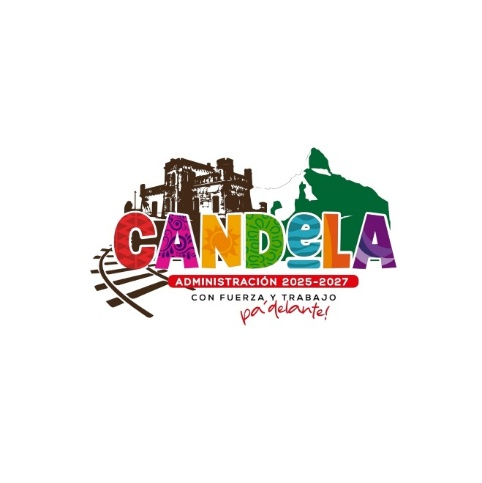 CANDeLA
ADMINISTRACIÓN 2025-2027
CON FUERZA Y TRABAJO
pa'delante!